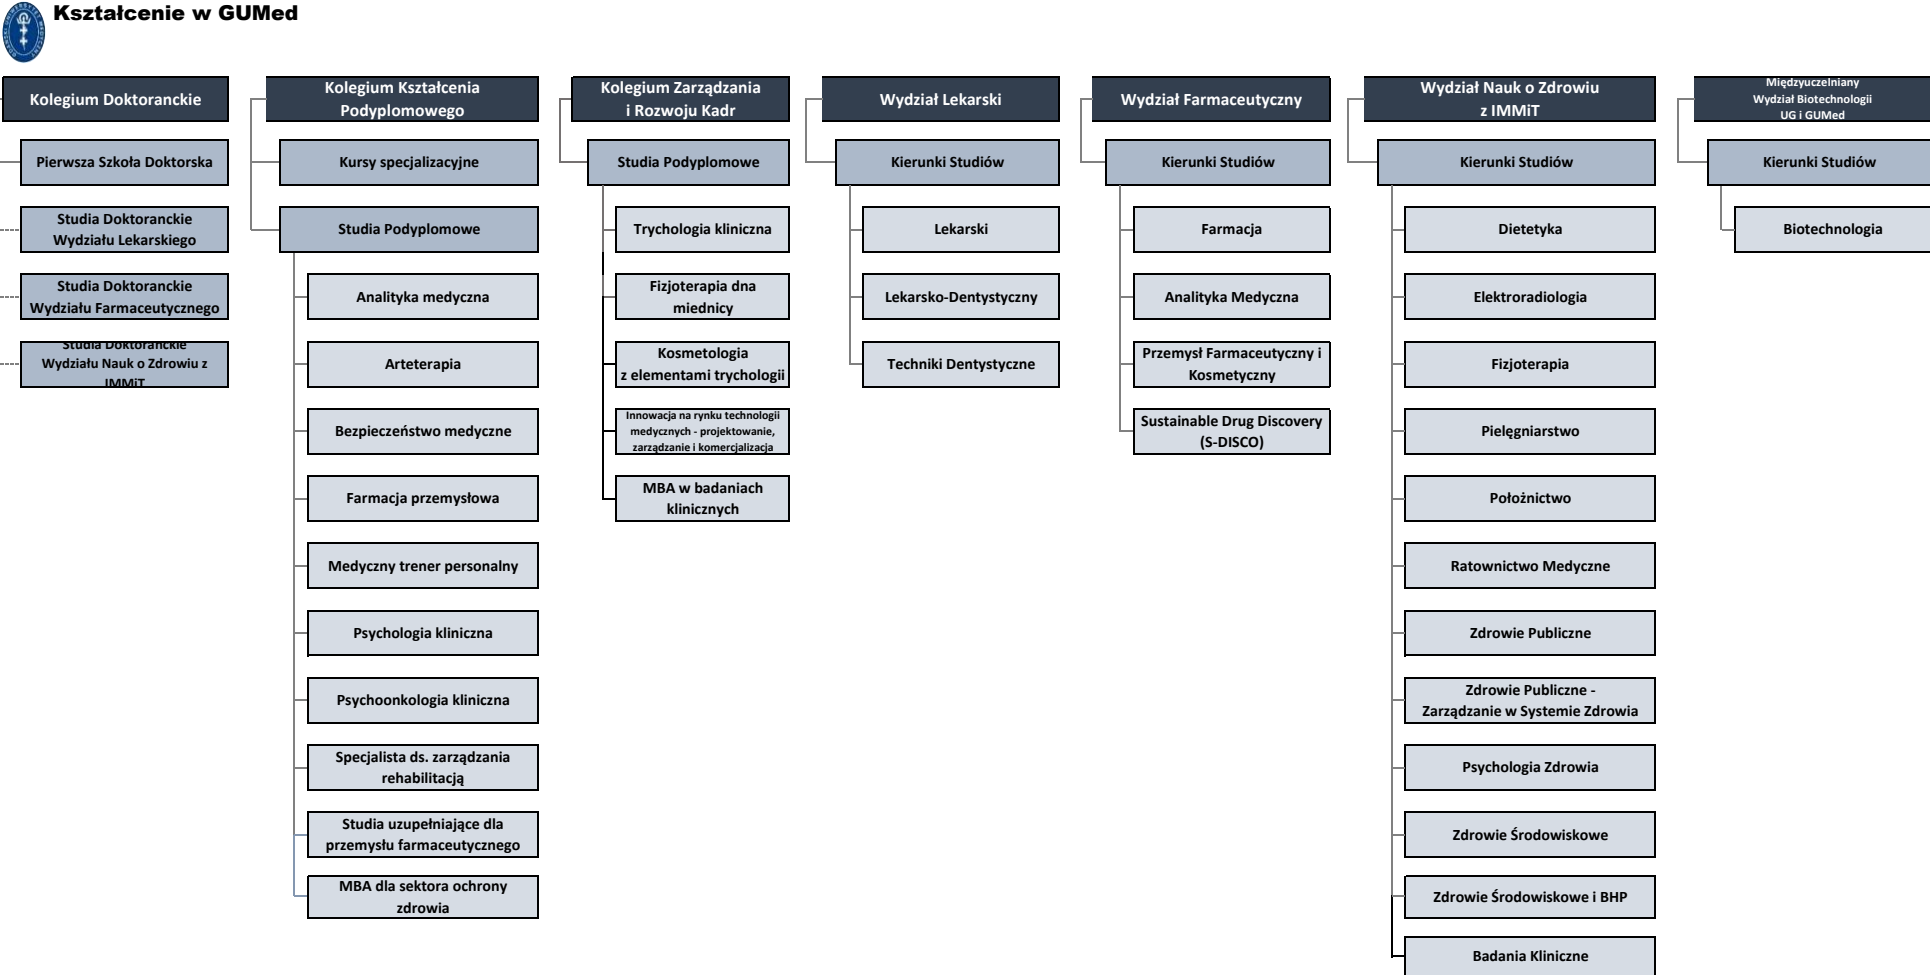 Kształcenie w GUMed
Kolegium Doktoranckie
Pierwsza Szkoła Doktorska
Studia Doktoranckie
Wydziału Lekarskiego
Studia Doktoranckie
Wydziału Farmaceutycznego
Studia Doktoranckie
Wydziału Nauk o Zdrowiu z
IMMiT
Kolegium Kształcenia
Podyplomowego
Kursy specjalizacyjne
Studia Podyplomowe
Analityka medyczna
Arteterapia
Bezpieczeństwo medyczne
Farmacja przemysłowa
Medyczny trener personalny
Psychologia kliniczna
Psychoonkologia kliniczna
Specjalista ds. zarządzania
rehabilitacją
Studia uzupełniające dla
przemysłu farmaceutycznego
MBA dla sektora ochrony
zdrowia
Kolegium Zarządzania
i Rozwoju Kadr
Studia Podyplomowe
Trychologia kliniczna
Fizjoterapia dna
miednicy
Kosmetologia
z elementami trychologii
Innowacja na rynku technologii
medycznych - projektowanie,
zarządzanie i komercjalizacja
MBA w badaniach
klinicznych
Wydział Lekarski
Kierunki Studiów
Lekarski
Lekarsko-Dentystyczny
Techniki Dentystyczne
Wydział Farmaceutyczny
Kierunki Studiów
Farmacja
Analityka Medyczna
Przemysł Farmaceutyczny i
Kosmetyczny
Sustainable Drug Discovery
(S-DISCO)
Wydział Nauk o Zdrowiu
z IMMiT
Kierunki Studiów
Dietetyka
Elektroradiologia
Fizjoterapia
Pielęgniarstwo
Położnictwo
Ratownictwo Medyczne
Zdrowie Publiczne
Zdrowie Publiczne -
Zarządzanie w Systemie Zdrowia
Psychologia Zdrowia
Zdrowie Środowiskowe
Zdrowie Środowiskowe i BHP
Badania Kliniczne
Międzyuczelniany
Wydział Biotechnologii
UG i GUMed
Kierunki Studiów
Biotechnologia